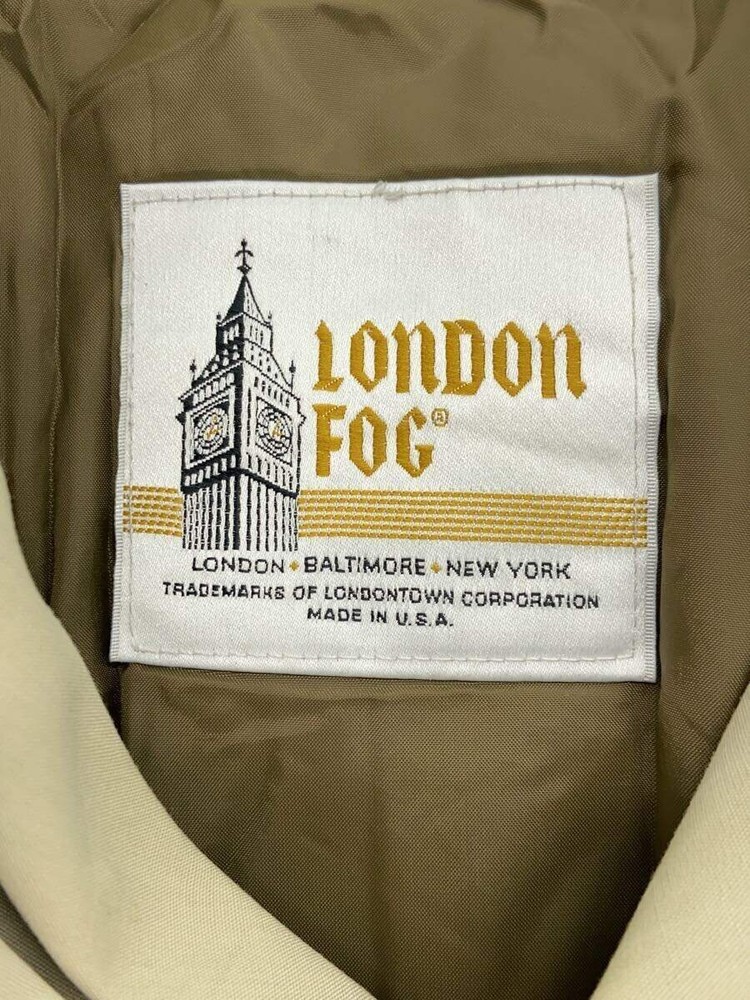 LONDON
FOG®
LONDON • BALTIMORE • NEW YORK
TRADEMARKS OF LONDONTOWN CORPORATION
MADE IN U.S.A.